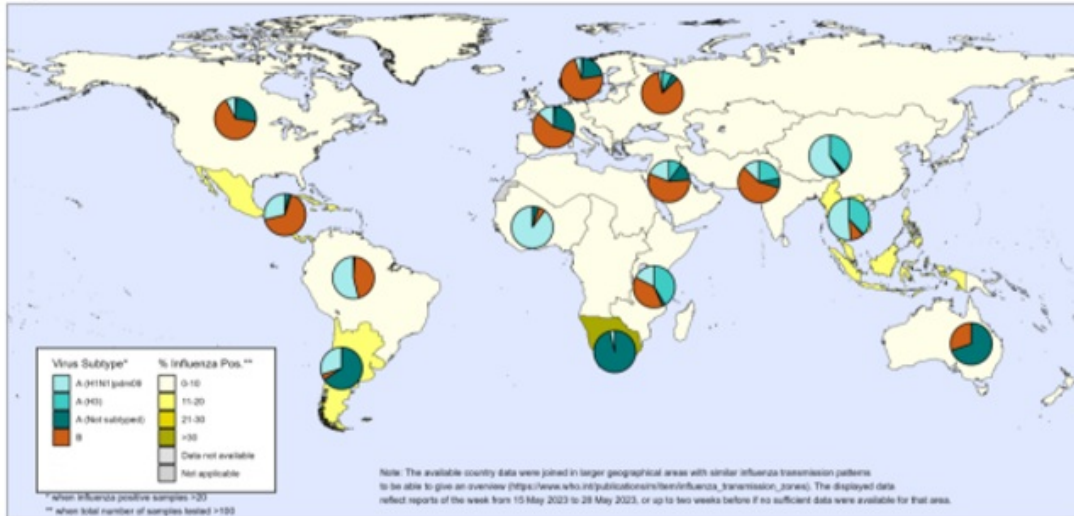 Virus Subtype*
A (H1N1)pdm09
A (H3)
A (Not subtyped)
B
% Influenza Pos.**
0-10
11-20
21-30
>30
Data not available
Not applicable
* when influenza positive samples >20
** when total number of samples tested >100
Note: The available country data were joined in larger geographical areas with similar influenza transmission patterns
to be able to give an overview (https://www.who.int/publications/m/item/influenza_transmission_zones). The displayed data
reflect reports of the week from 15 May 2023 to 28 May 2023, or up to two weeks before if no sufficient data were available for that area.